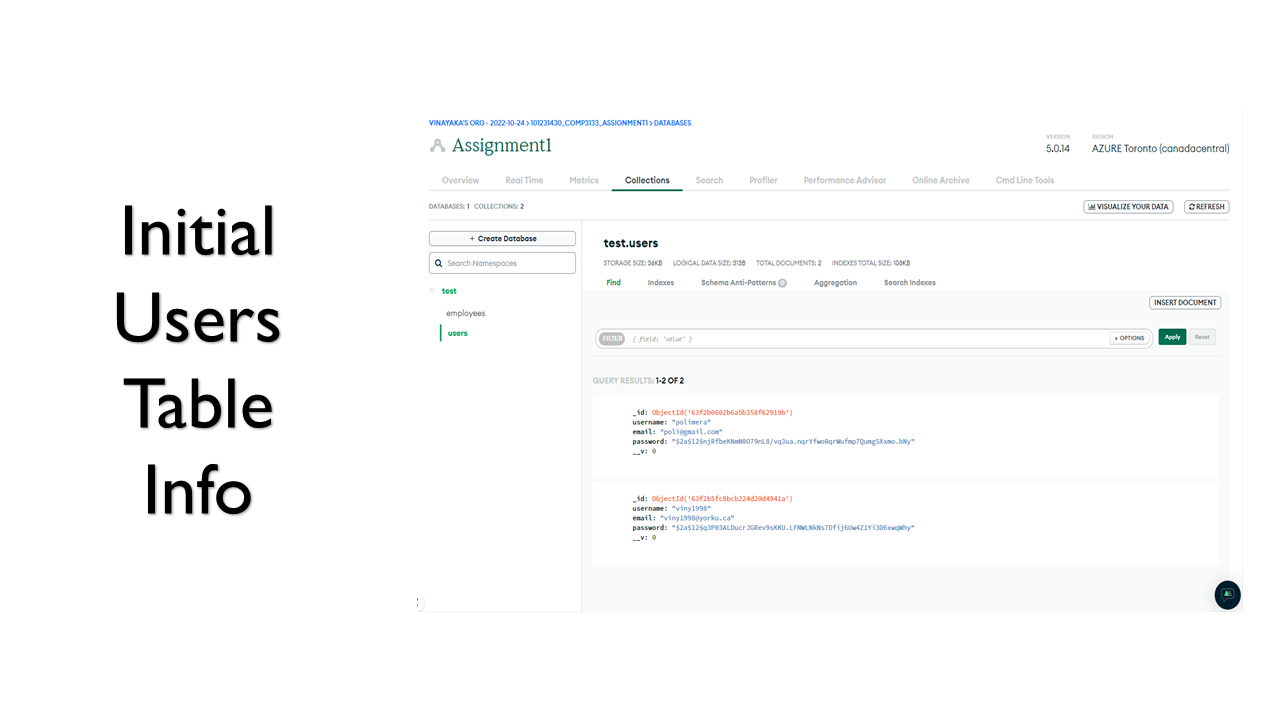 Initial
Users
Table
Info
VINAYAKA'S ORG - 2022-10-24 > 101231430_COMP3133_ASSIGNMENT1 > DATABASES
Assignment1
VERSION
5.0.14
REGION
AZURE Toronto (canadacentral)
Overview Real Time Metrics Collections Search Profiler Performance Advisor Online Archive Cmd Line Tools
DATABASES: 1 COLLECTIONS: 2
VISUALIZE YOUR DATA
REFRESH
+ Create Database
Search Namespaces
test
employees
users
test.users
STORAGE SIZE: 36KB LOGICAL DATA SIZE: 313B TOTAL DOCUMENTS: 2 INDEXES TOTAL SIZE: 108KB
Find Indexes Schema Anti-Patterns 0 Aggregation Search Indexes
INSERT DOCUMENT
FILTER { field: 'value' } OPTIONS Apply Reset
QUERY RESULTS: 1-2 OF 2
_id: ObjectId('63f2b0602b6a5b358f62919b')
username: "polimera"
email: "poli@gmail.com"
password: "$2a$12$njRfbeKNmN0O79nL8/vq3ua.nqrYfwo0qrWufmp7QumgSXxmo.bNy"
__v: 0
_id: ObjectId('63f2b5fc8bcb224d20d4941a')
username: "viny1998"
email: "viny1998@yorku.ca"
password: "$2a$12$q3P03ALDucrJGRev9sKKU.LFNWLNkNs7Dfij6Uw4Z1Yi3D6xwqWhy"
__v: 0